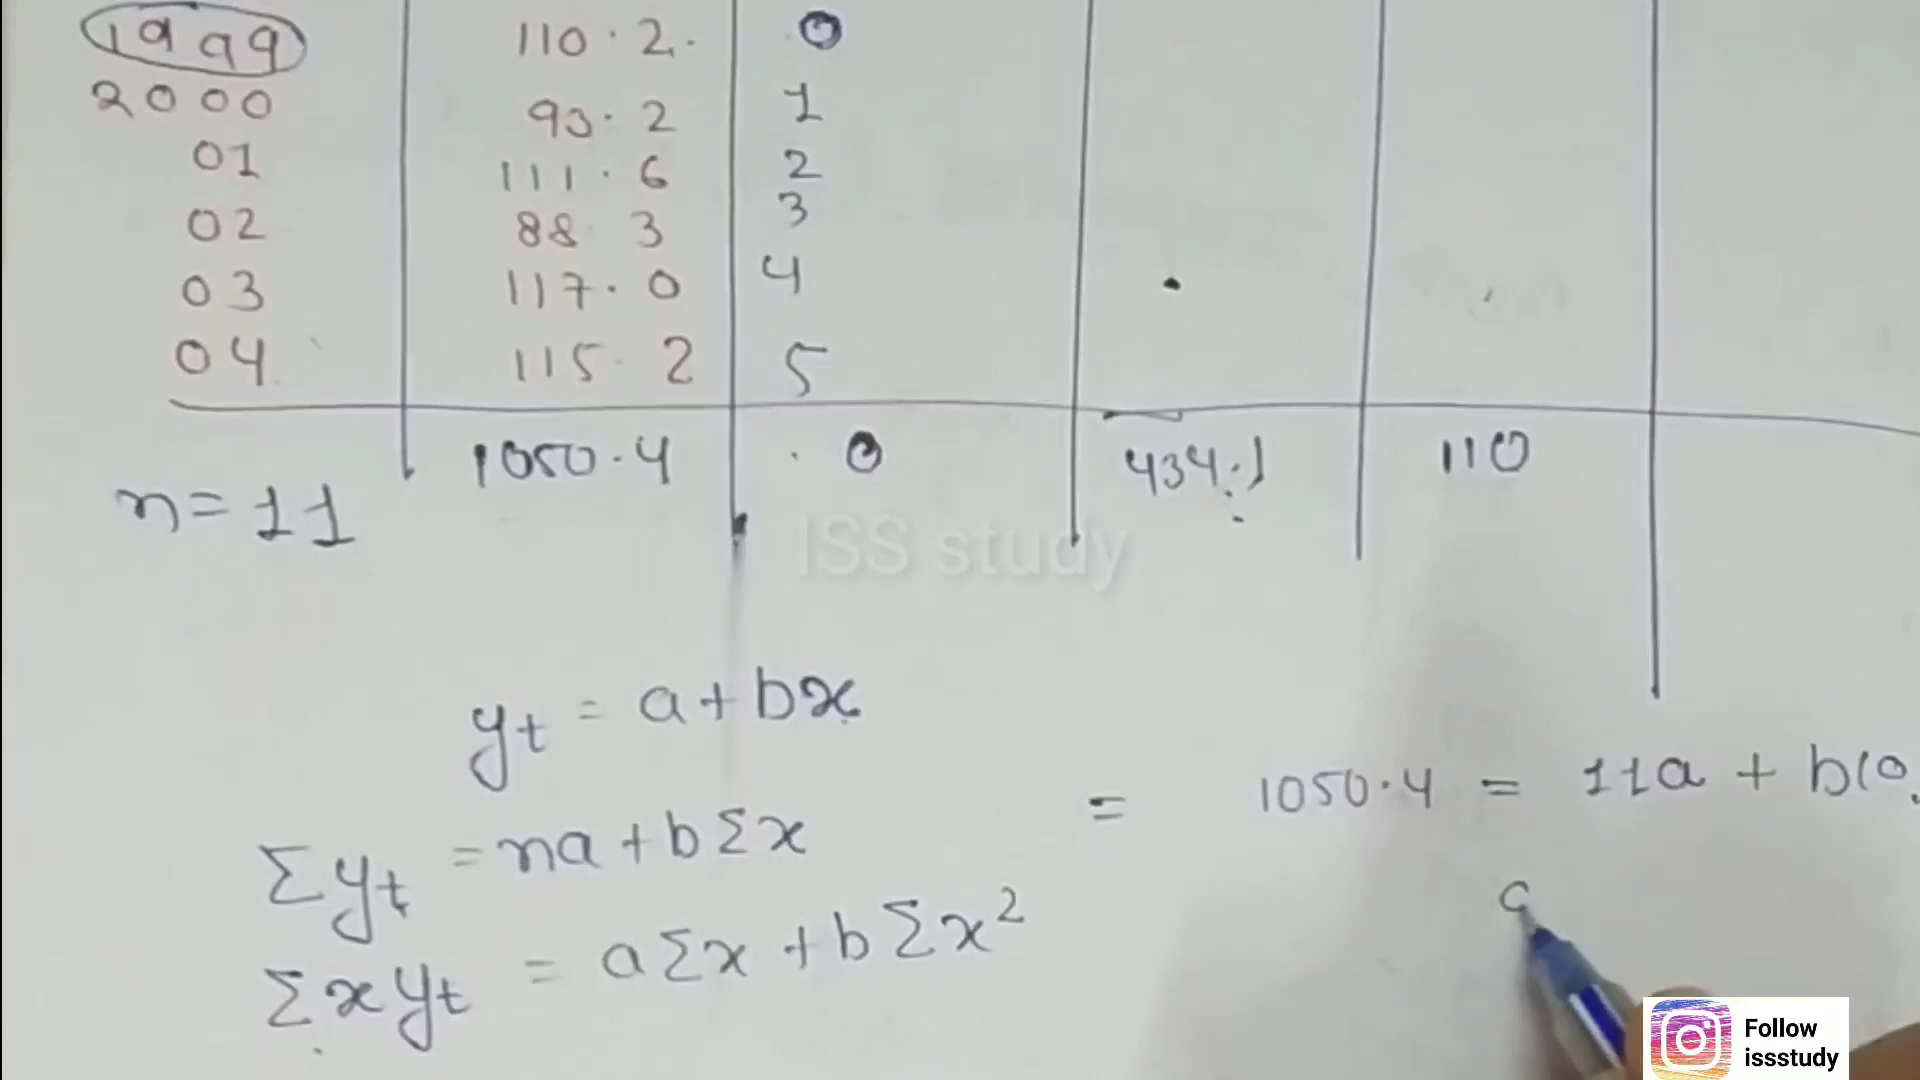 1999 110.2. 0
2000 93.2 1
01 111.6 2
02 88 3 3
03 117.0 4
04 115.2 5
1050.4 0 434.1 110
n=11
ISS study
yt = a+bx
Σyt =na+bΣx = 1050.4 = 11a + b(0
Σxyt = aΣx +bΣx²
a
Follow
issstudy